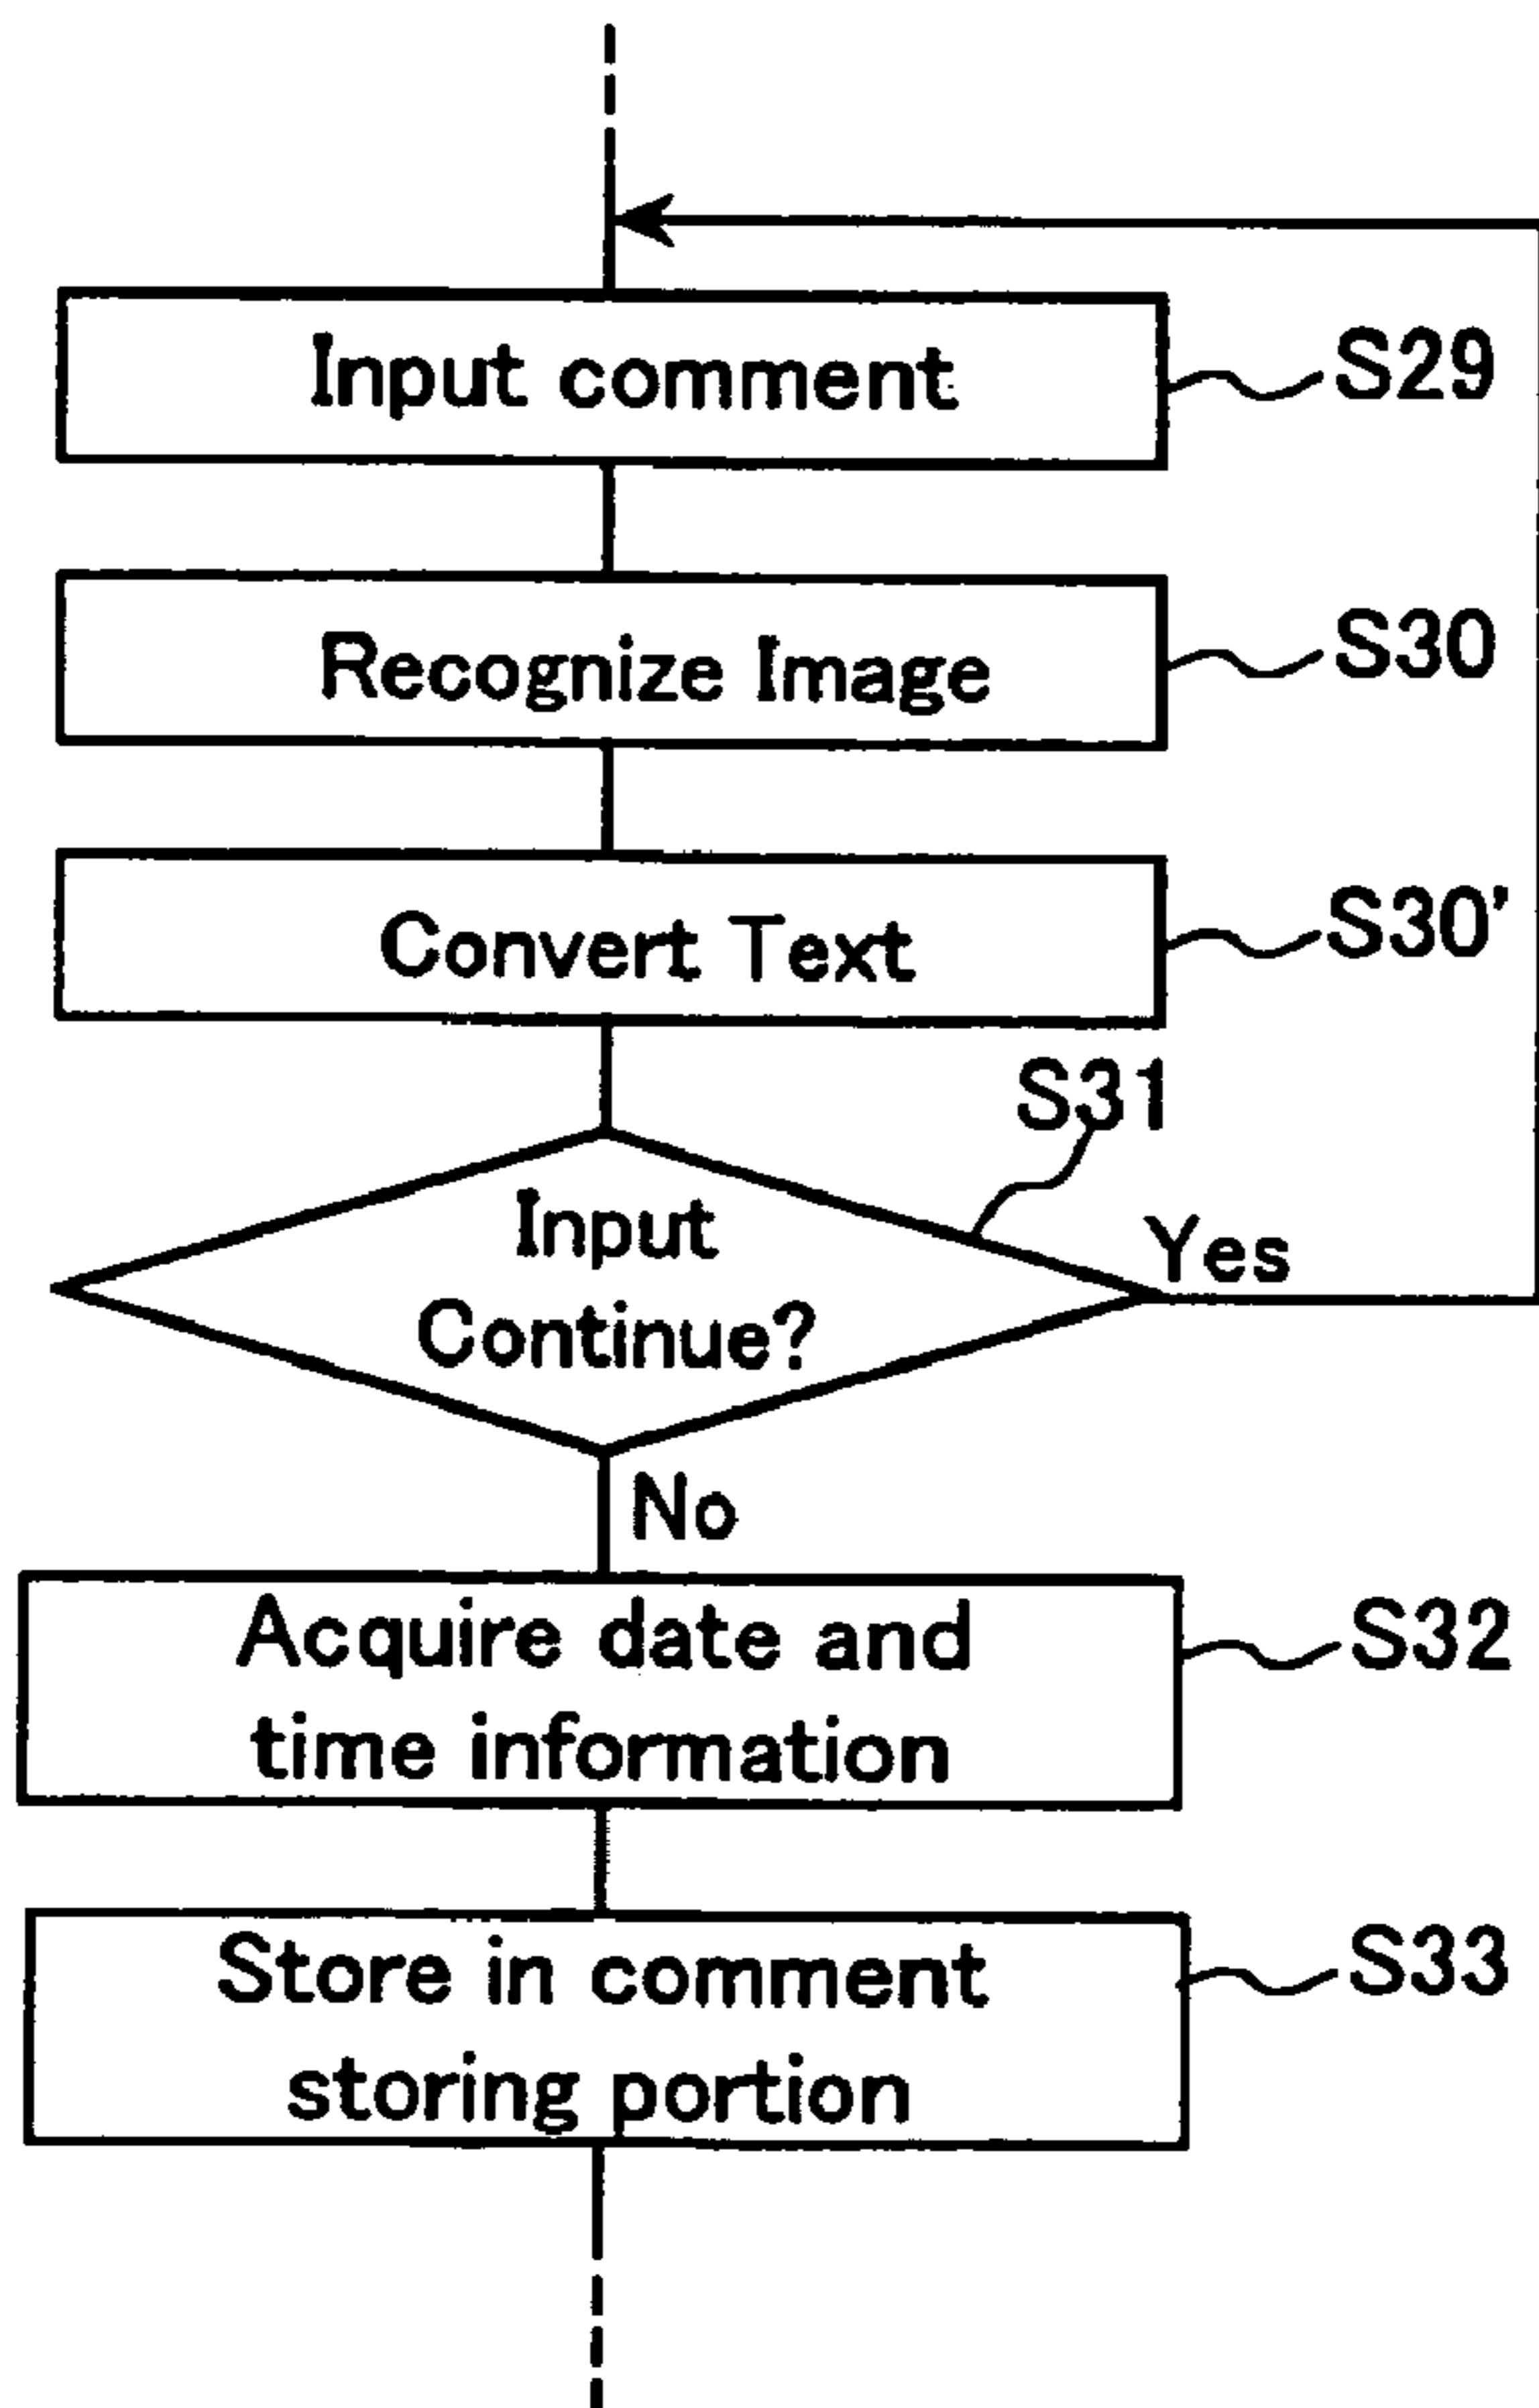 Input comment
S29
Recognize Image
S30
Convert Text
S30'
S31
Input
Continue?
Yes
No
Acquire date and
time information
S32
Store in comment
storing portion
S33